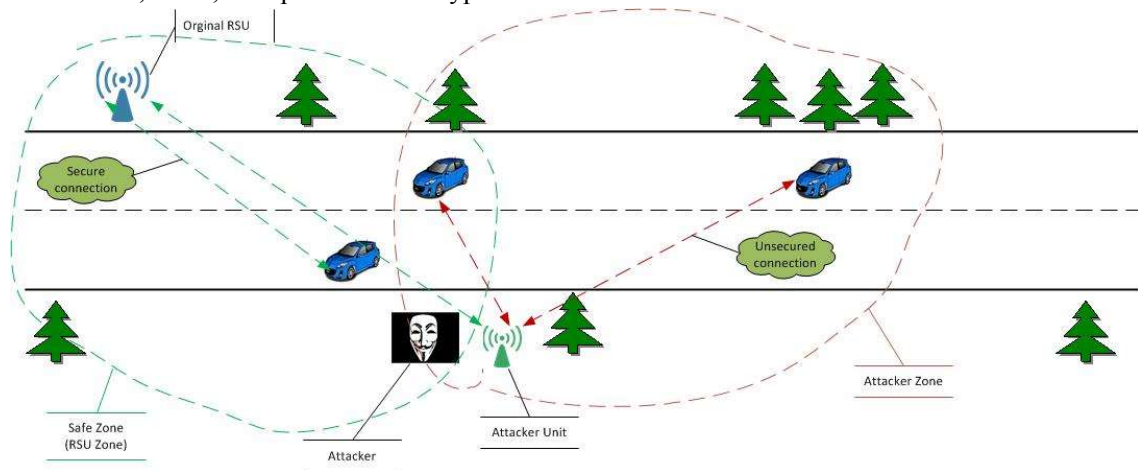 Orginal RSU
Secure
connection
Unsecured
connection
Attacker Zone
Safe Zone
(RSU Zone)
Attacker
Attacker Unit